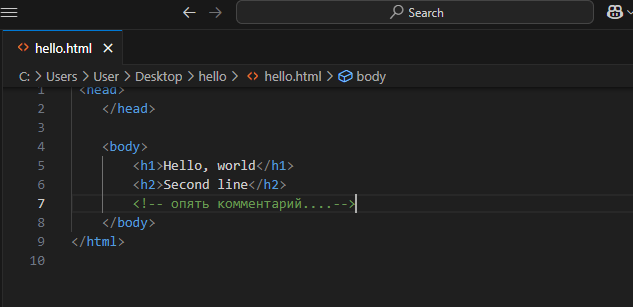 Search
hello.html
C: > Users > User > Desktop > hello > hello.html > body
1 <head>
2 </head>
3
4 <body>
5 <h1>Hello, world</h1>
6 <h2>Second line</h2>
7 <!-- опять комментарий....-->
8 </body>
9 </html>
10